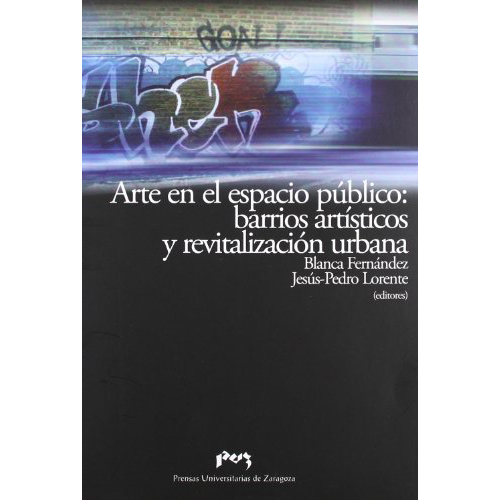 GOAL!
Arte en el espacio público:
barrios artísticos
y revitalización urbana
Blanca Fernández
Jesús-Pedro Lorente
(editores)
puz
Prensas Universitarias de Zaragoza